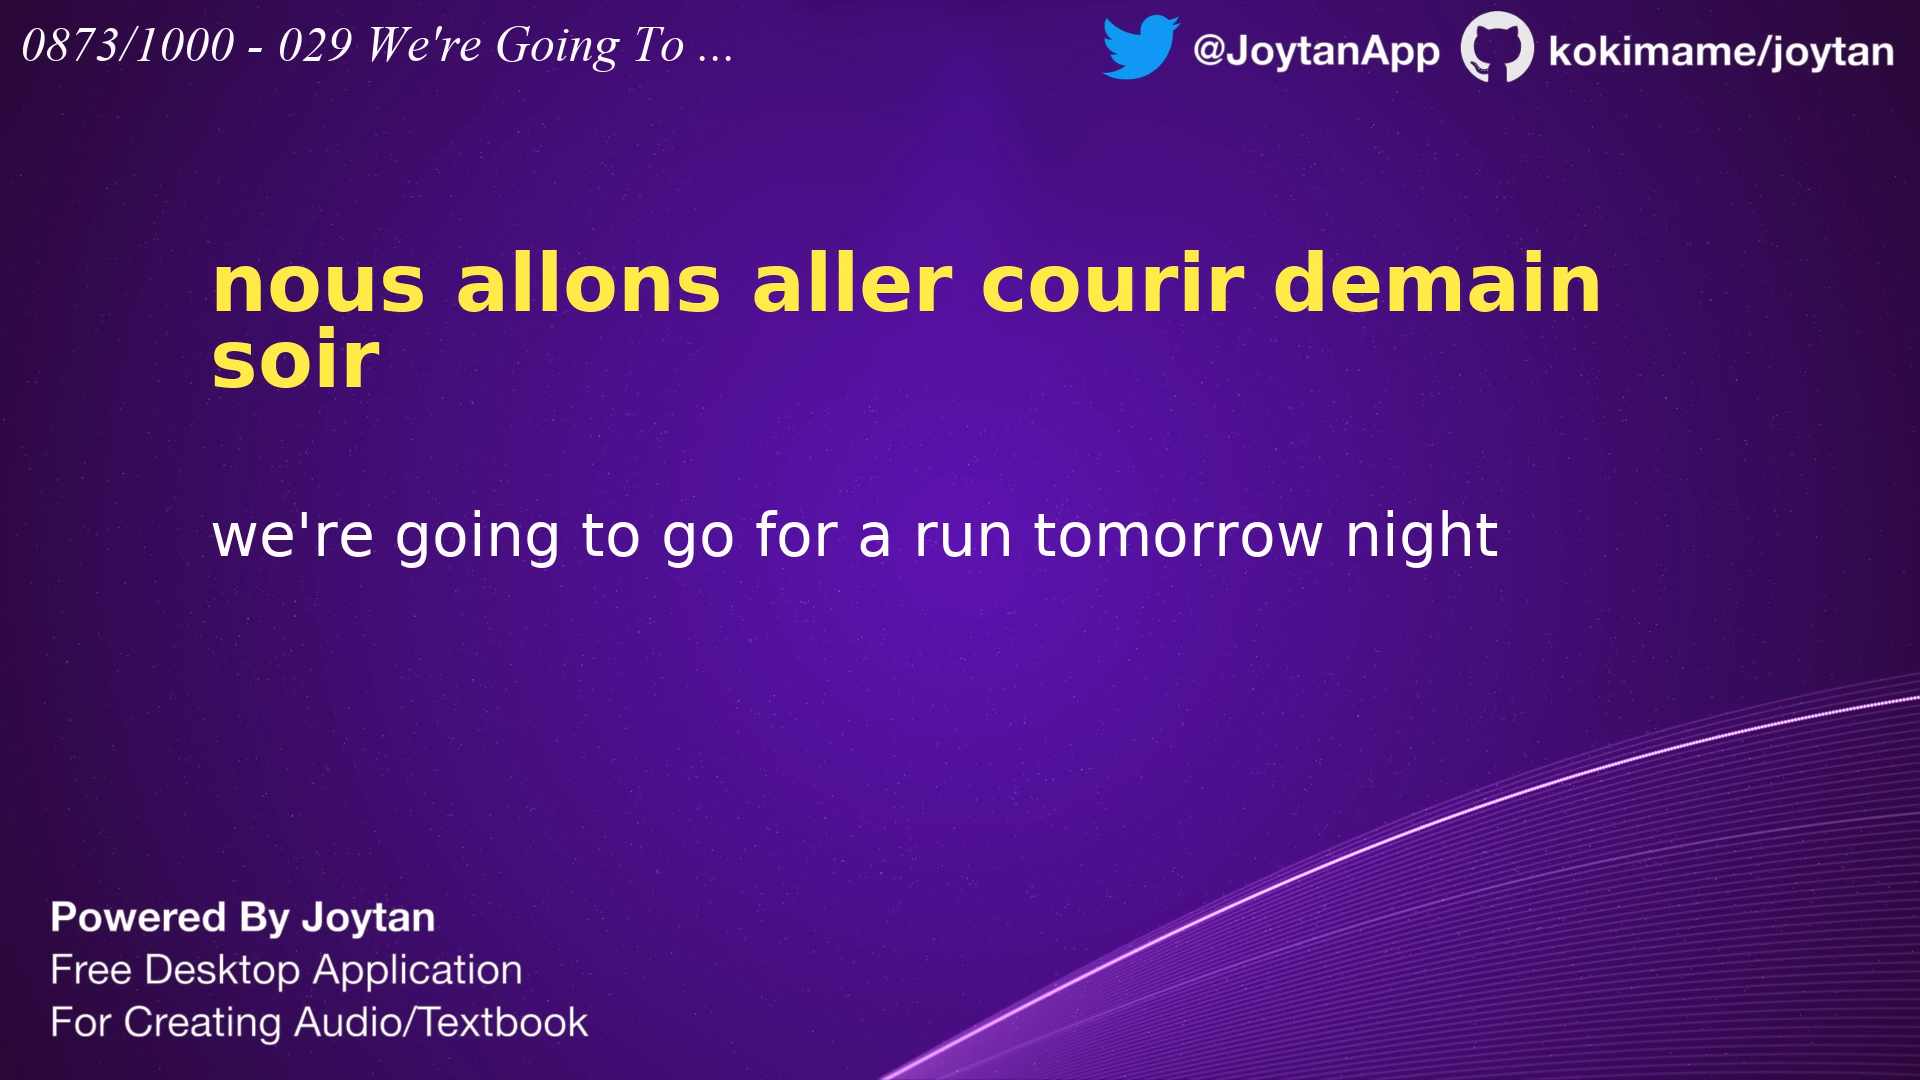 0873/1000 - 029 We're Going To ...
@JoytanApp
kokimame/joytan
nous allons aller courir demain
soir
we're going to go for a run tomorrow night
Powered By Joytan
Free Desktop Application
For Creating Audio/Textbook